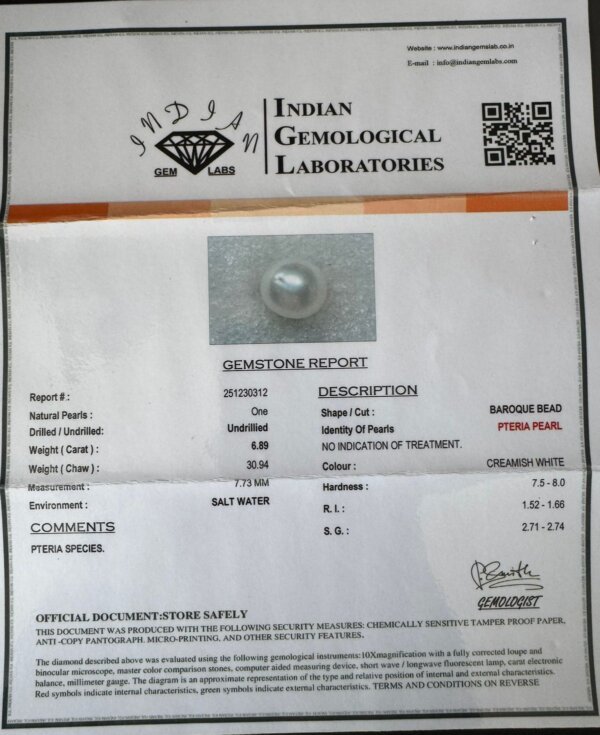 Website : www.indiangemslab.co.in
E-mail : info@indiangemlabs.com
INDIAN
GEM LABS
INDIAN
GEMOLOGICAL
LABORATORIES
GEMSTONE REPORT
Report # : 251230312
Natural Pearls : One
Drilled / Undrilled: Undrillied
Weight ( Carat ) : 6.89
Weight ( Chaw ) : 30.94
Measurement : 7.73 MM
Environment : SALT WATER
COMMENTS
PTERIA SPECIES.
DESCRIPTION
Shape / Cut : BAROQUE BEAD
Identity Of Pearls PTERIA PEARL
NO INDICATION OF TREATMENT.
Colour : CREAMISH WHITE
Hardness : 7.5 - 8.0
R. I. : 1.52 - 1.66
S. G. : 2.71 - 2.74
GEMOLOGIST
OFFICIAL DOCUMENT:STORE SAFELY
THIS DOCUMENT WAS PRODUCED WITH THE FOLLOWING SECURITY MEASURES: CHEMICALLY SENSITIVE TAMPER PROOF PAPER,
ANTI -COPY PANTOGRAPH, MICRO-PRINTING, AND OTHER SECURITY FEATURES.
The diamond described above was evaluated using the following gemological instruments:10Xmagnification with a fully corrected loupe and
binocular microscope, master color comparison stones, computer aided measuring device, short wave / longwave fluorescent lamp, carat electronic
balance, millimeter gauge. The diagram is an approximate representation of the type and relative position of internal and external characteristics.
Red symbols indicate internal characteristics, green symbols indicate external characteristics. TERMS AND CONDITIONS ON REVERSE